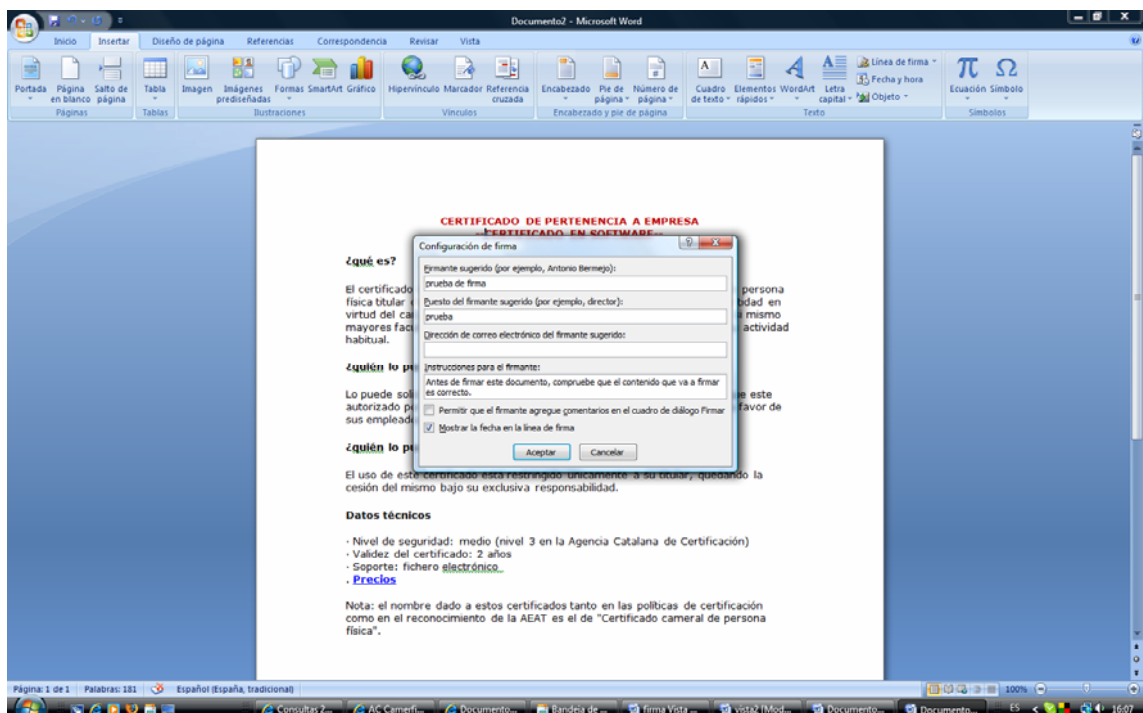 Documento2 - Microsoft Word
Inicio Insertar Diseño de página Referencias Correspondencia Revisar Vista
Portada Página en blanco Salto de página
Páginas
Tabla
Tablas
Imagen Imágenes prediseñadas Formas SmartArt Gráfico
Ilustraciones
Hipervínculo Marcador Referencia cruzada
Vínculos
Encabezado Pie de página Número de página
Encabezado y pie de página
Cuadro de texto Elementos rápidos WordArt Letra capital
Línea de firma
Fecha y hora
Objeto
Texto
Ecuación Símbolo
Símbolos
CERTIFICADO DE PERTENENCIA A EMPRESA
--CERTIFICADO EN SOFTWARE--
¿qué es?
El certificado
persona
física titular
en
virtud del
mismo
mayores
actividad
habitual.
¿quién lo
Lo puede
este
autorizado
favor de
sus
¿quién lo
El uso de este certificado está restringido únicamente a su titular, quedando la
cesión del mismo bajo su exclusiva responsabilidad.
Datos técnicos
· Nivel de seguridad: medio (nivel 3 en la Agencia Catalana de Certificación)
· Validez del certificado: 2 años
· Soporte: fichero electrónico
. Precios
Nota: el nombre dado a estos certificados tanto en las políticas de certificación
como en el reconocimiento de la AEAT es el de "Certificado cameral de persona
física".
Configuración de firma
Firmante sugerido (por ejemplo, Antonio Bermejo):
prueba de firma
Puesto del firmante sugerido (por ejemplo, director):
prueba
Dirección de correo electrónico del firmante sugerido:
Instrucciones para el firmante:
Antes de firmar este documento, compruebe que el contenido que va a firmar
es correcto.
Permitir que el firmante agregue comentarios en el cuadro de diálogo Firmar
Mostrar la fecha en la línea de firma
Aceptar Cancelar
Página: 1 de 1 Palabras: 181 Español (España, tradicional) 100%
Consultas 2... AC Camerfi... Documento... Bandeja de ... firma Vista ... vista2 [Mod... Documento... Documento... ES 16:07